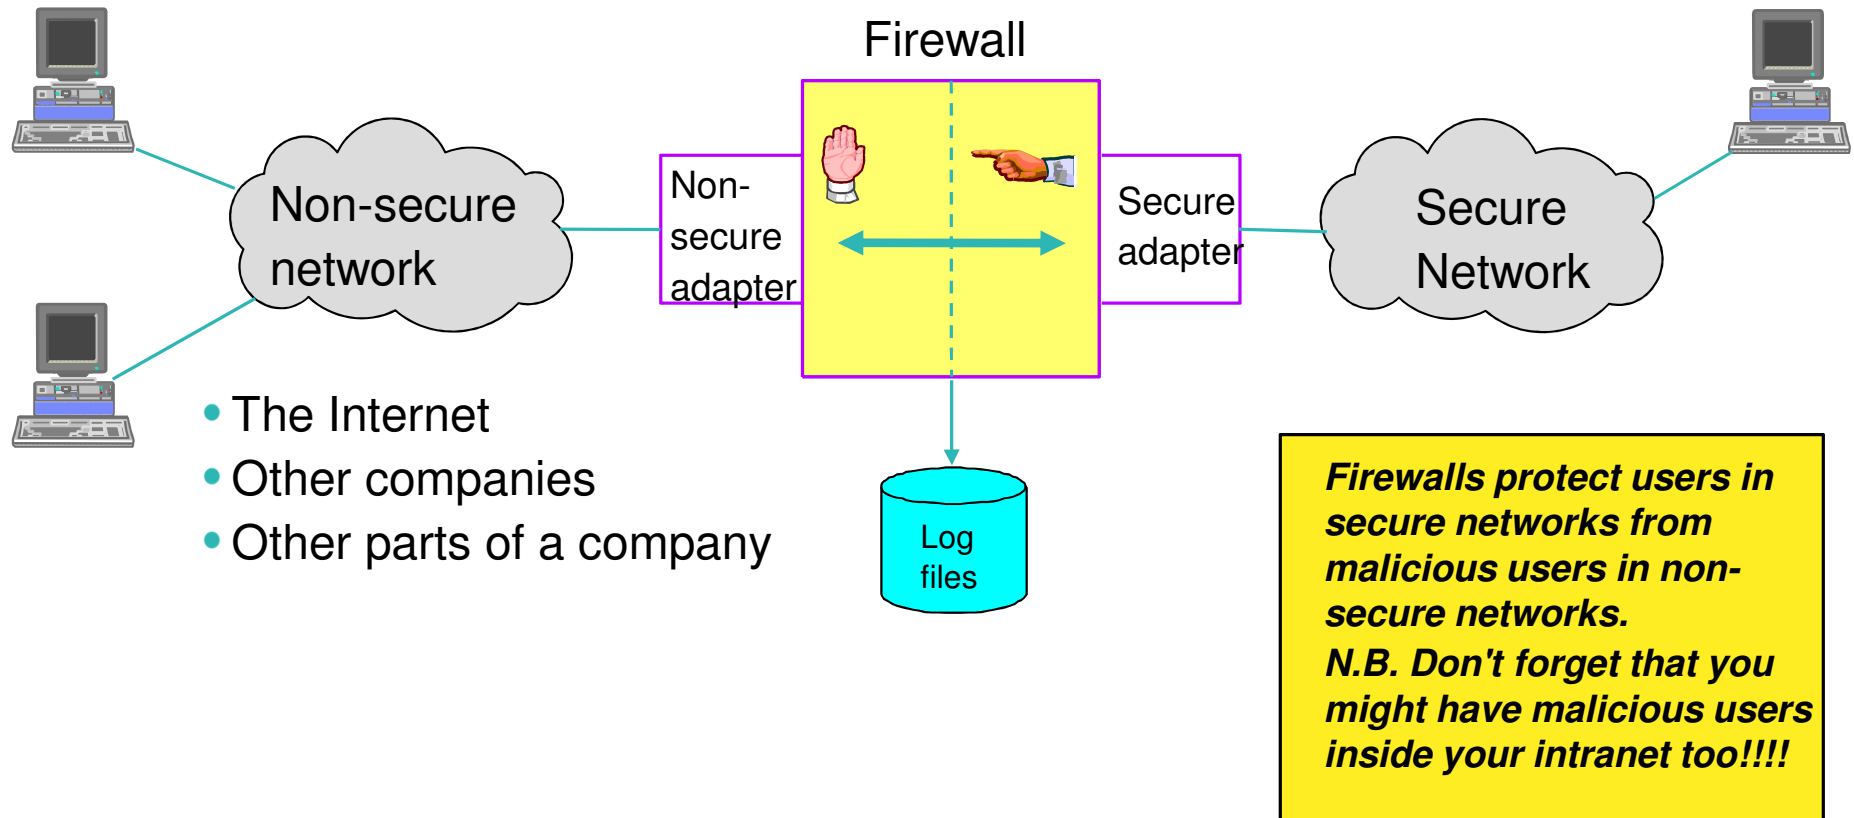 Firewall
Non-secure
network
Non-
secure
adapter
Secure
adapter
Secure
Network
• The Internet
• Other companies
• Other parts of a company
Log
files
Firewalls protect users in
secure networks from
malicious users in non-
secure networks.
N.B. Don't forget that you
might have malicious users
inside your intranet too!!!!